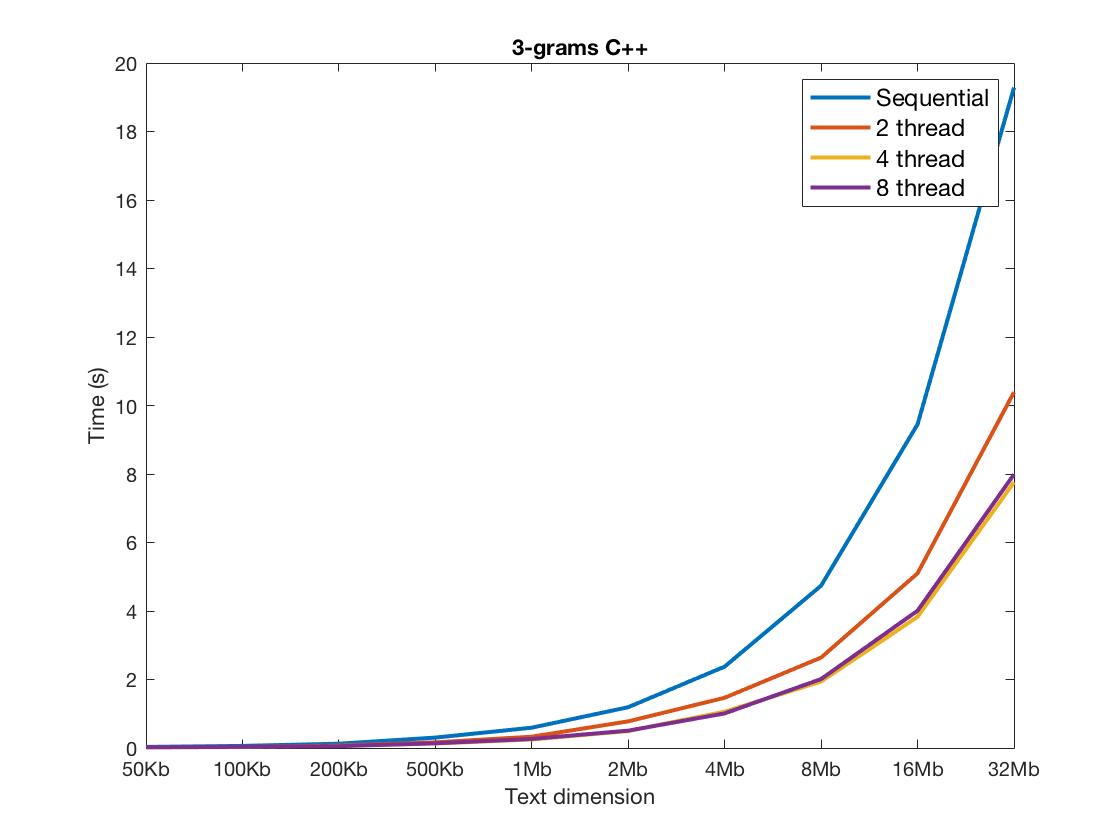 3-grams C++
20
18
16
14
12
10
8
6
4
2
0
Time (s)
Sequential
2 thread
4 thread
8 thread
50Kb 100Kb 200Kb 500Kb 1Mb 2Mb 4Mb 8Mb 16Mb 32Mb
Text dimension